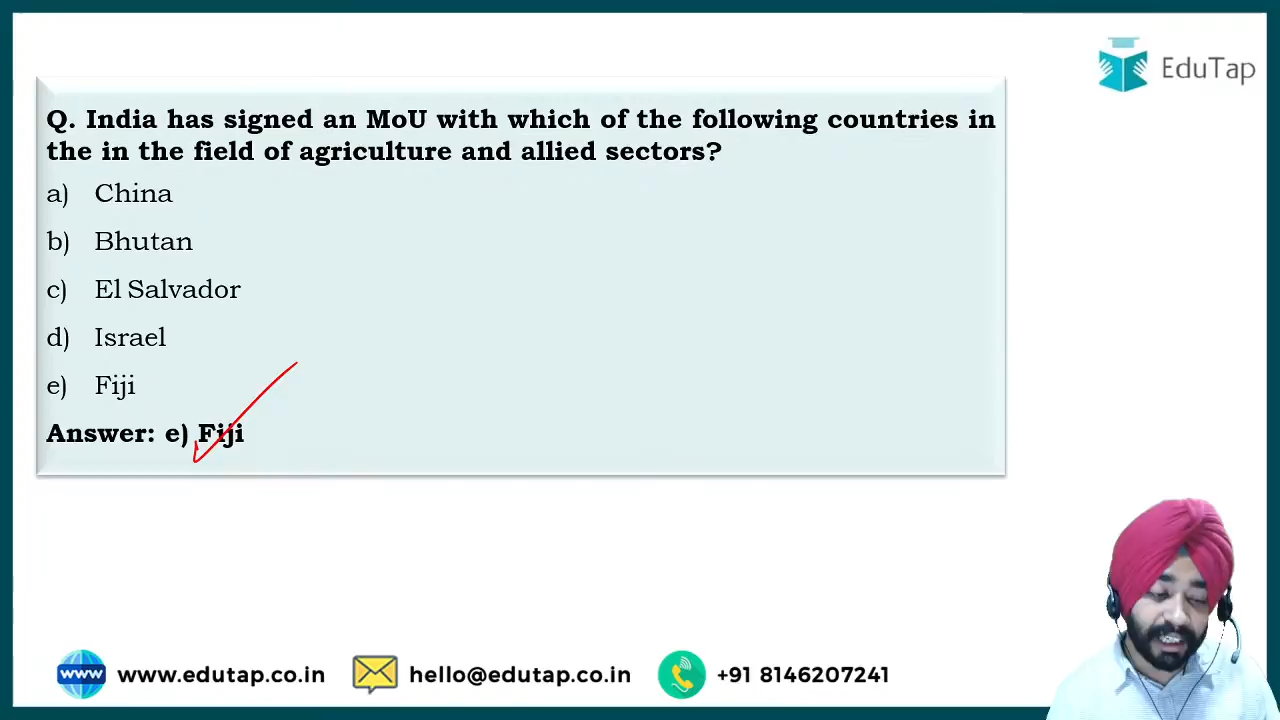 EduTap
Q. India has signed an MoU with which of the following countries in
the in the field of agriculture and allied sectors?
a) China
b) Bhutan
c) El Salvador
d) Israel
e) Fiji
Answer: e) Fiji
www www.edutap.co.in hello@edutap.co.in +91 8146207241